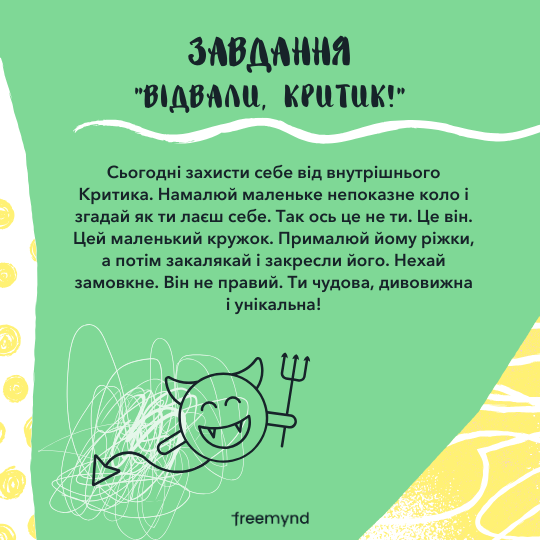 ЗАВДАННЯ
"ВІДВАЛИ, КРИТИК!"
Сьогодні захисти себе від внутрішнього
Критика. Намалюй маленьке непоказне коло і
згадай як ти лаєш себе. Так ось це не ти. Це він.
Цей маленький кружок. Прималюй йому ріжки,
а потім закалякай і закресли його. Нехай
замовкне. Він не правий. Ти чудова, дивовижна
і унікальна!
freemynd